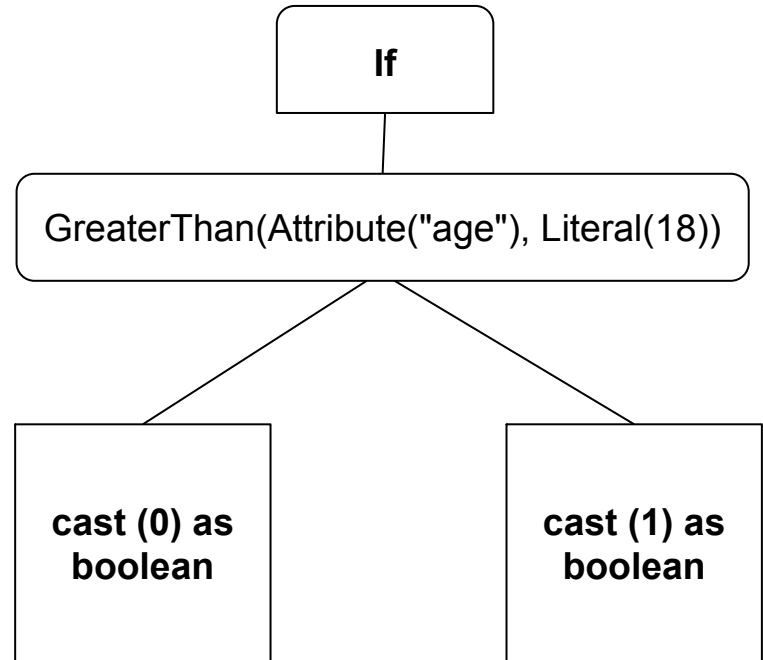 If
GreaterThan(Attribute("age"), Literal(18))
cast (0) as
boolean
cast (1) as
boolean